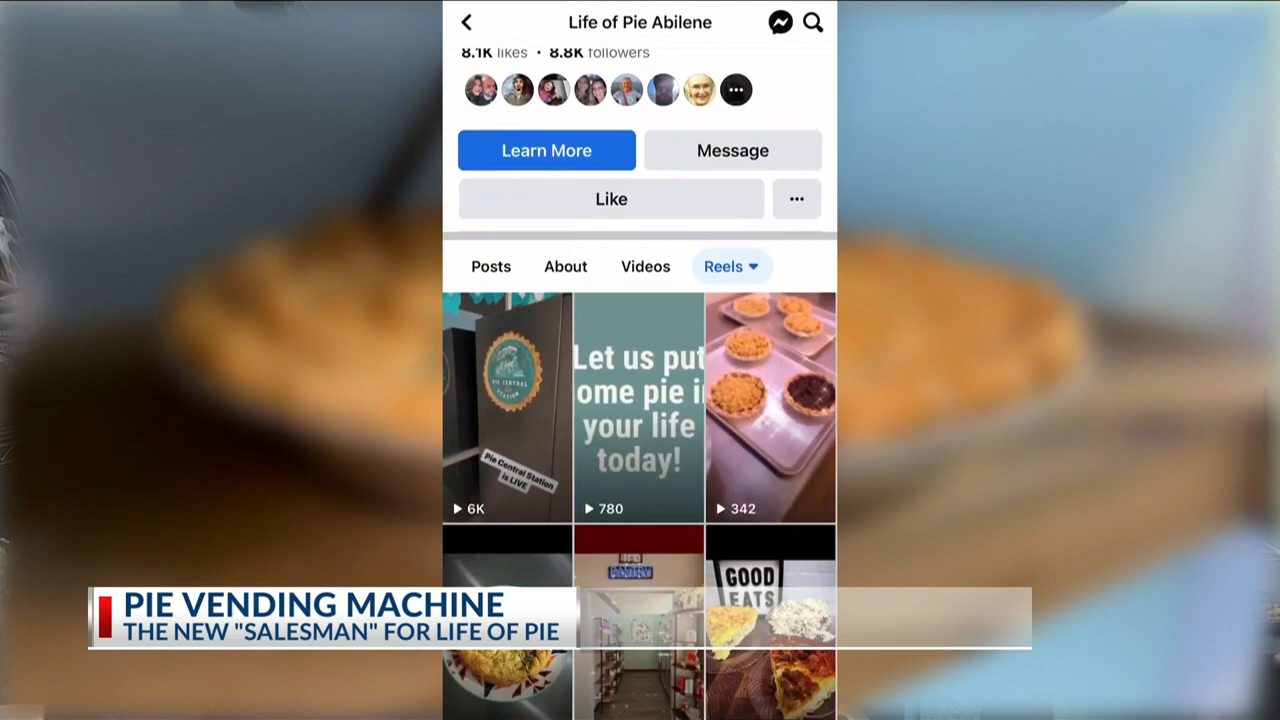 Life of Pie Abilene
8.1K likes · 8.8K followers
Learn More
Message
Like
Posts
About
Videos
Reels
PIE CENTRAL
STATION
Pie Central Station
is LIVE
6K
Let us put
ome pie i
your life
today!
780
342
PANTRY
GOOD
EATS
PIE VENDING MACHINE
THE NEW "SALESMAN" FOR LIFE OF PIE